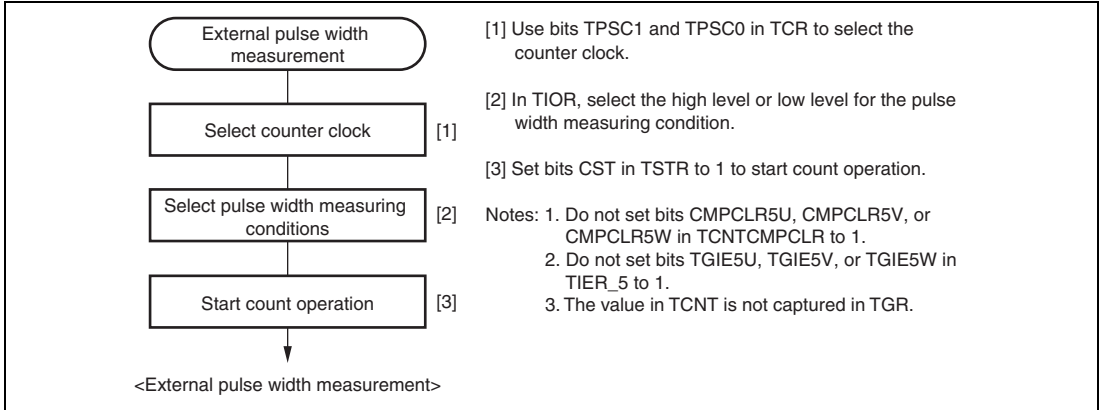 External pulse width
measurement
Select counter clock
[1]
Select pulse width measuring
conditions
[2]
Start count operation
[3]
<External pulse width measurement>
[1] Use bits TPSC1 and TPSC0 in TCR to select the
counter clock.
[2] In TIOR, select the high level or low level for the pulse
width measuring condition.
[3] Set bits CST in TSTR to 1 to start count operation.
Notes: 1. Do not set bits CMPCLR5U, CMPCLR5V, or
CMPCLR5W in TCNTCMPCLR to 1.
2. Do not set bits TGIE5U, TGIE5V, or TGIE5W in
TIER_5 to 1.
3. The value in TCNT is not captured in TGR.